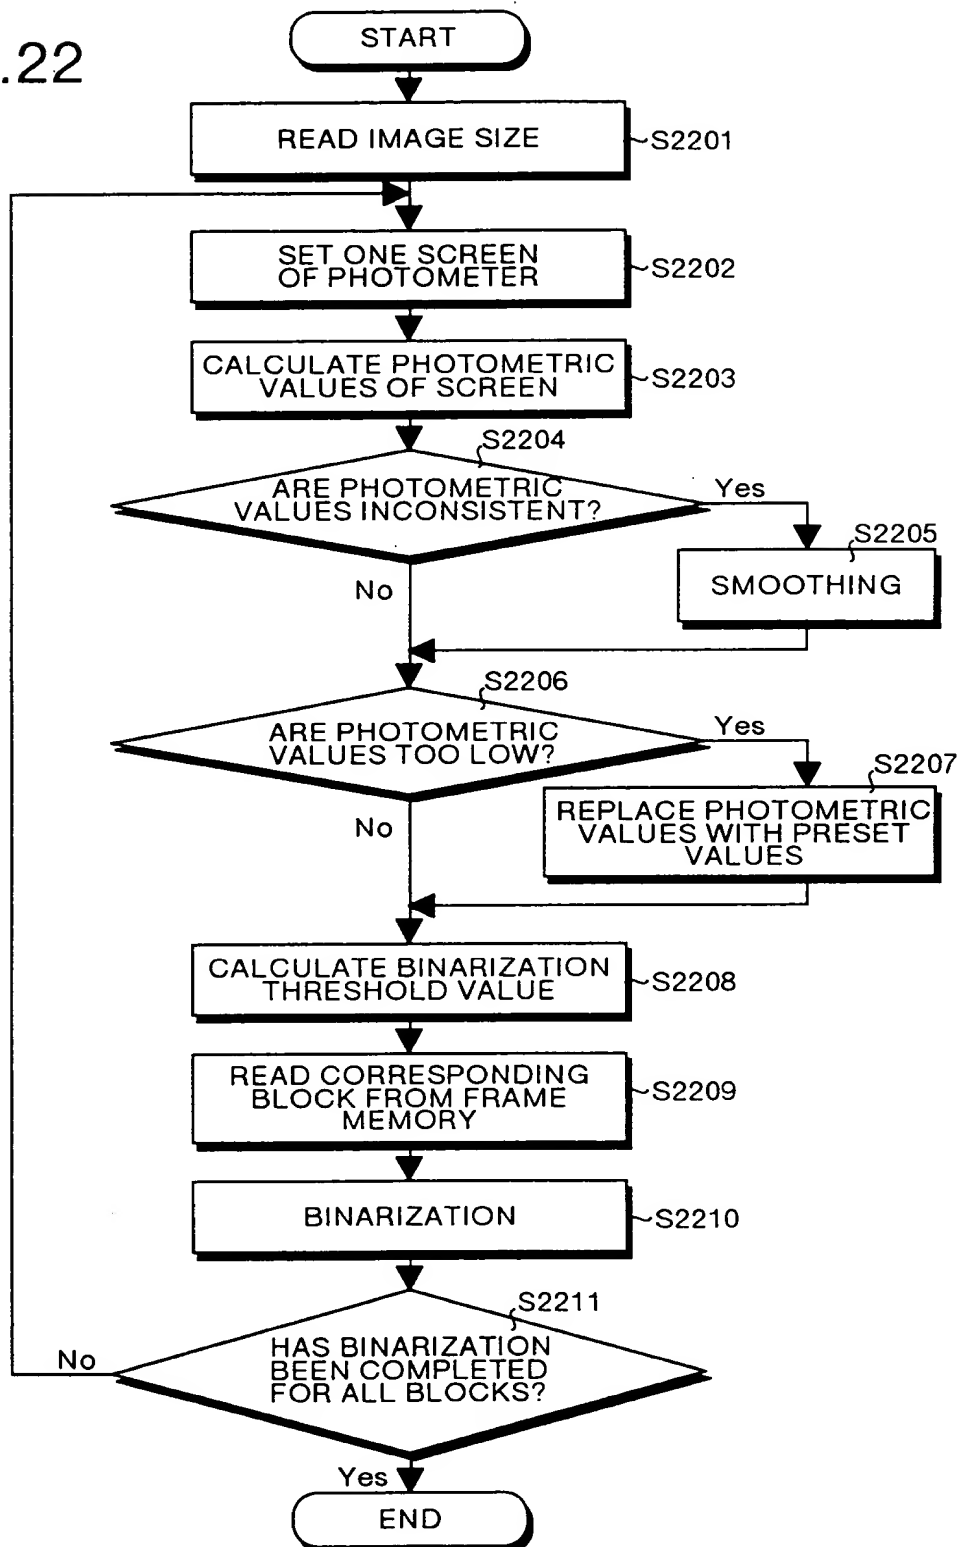 .22
START
READ IMAGE SIZE
S2201
SET ONE SCREEN
OF PHOTOMETER
S2202
CALCULATE PHOTOMETRIC
VALUES OF SCREEN
S2203
S2204
ARE PHOTOMETRIC
VALUES INCONSISTENT?
Yes
No
S2205
SMOOTHING
S2206
ARE PHOTOMETRIC
VALUES TOO LOW?
Yes
No
S2207
REPLACE PHOTOMETRIC
VALUES WITH PRESET
VALUES
CALCULATE BINARIZATION
THRESHOLD VALUE
S2208
READ CORRESPONDING
BLOCK FROM FRAME
MEMORY
S2209
BINARIZATION
S2210
S2211
HAS BINARIZATION
BEEN COMPLETED
FOR ALL BLOCKS?
No
Yes
END